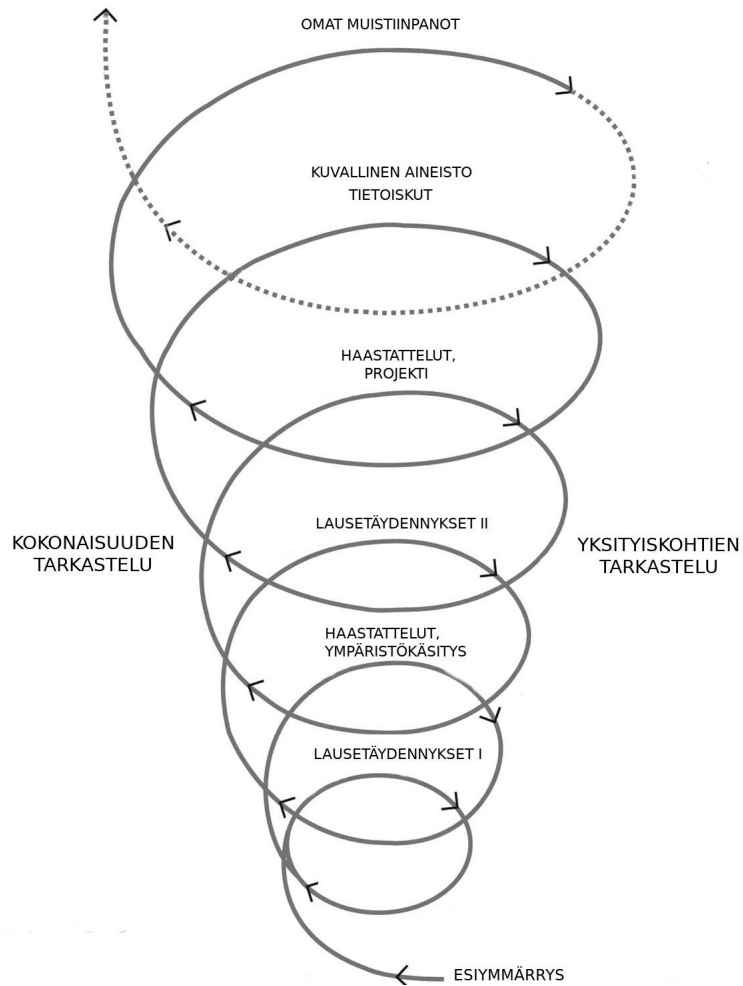 OMAT MUISTIINPANOT
KUVALLINEN AINEISTO
TIETOISKUT
HAASTATTELUT,
PROJEKTI
LAUSETÄYDENNYKSET II
KOKONAISUUDEN
TARKASTELU
YKSITYISKOHTIEN
TARKASTELU
HAASTATTELUT,
YMPÄRISTÖKÄSITYS
LAUSETÄYDENNYKSET I
ESIYMMÄRRYS